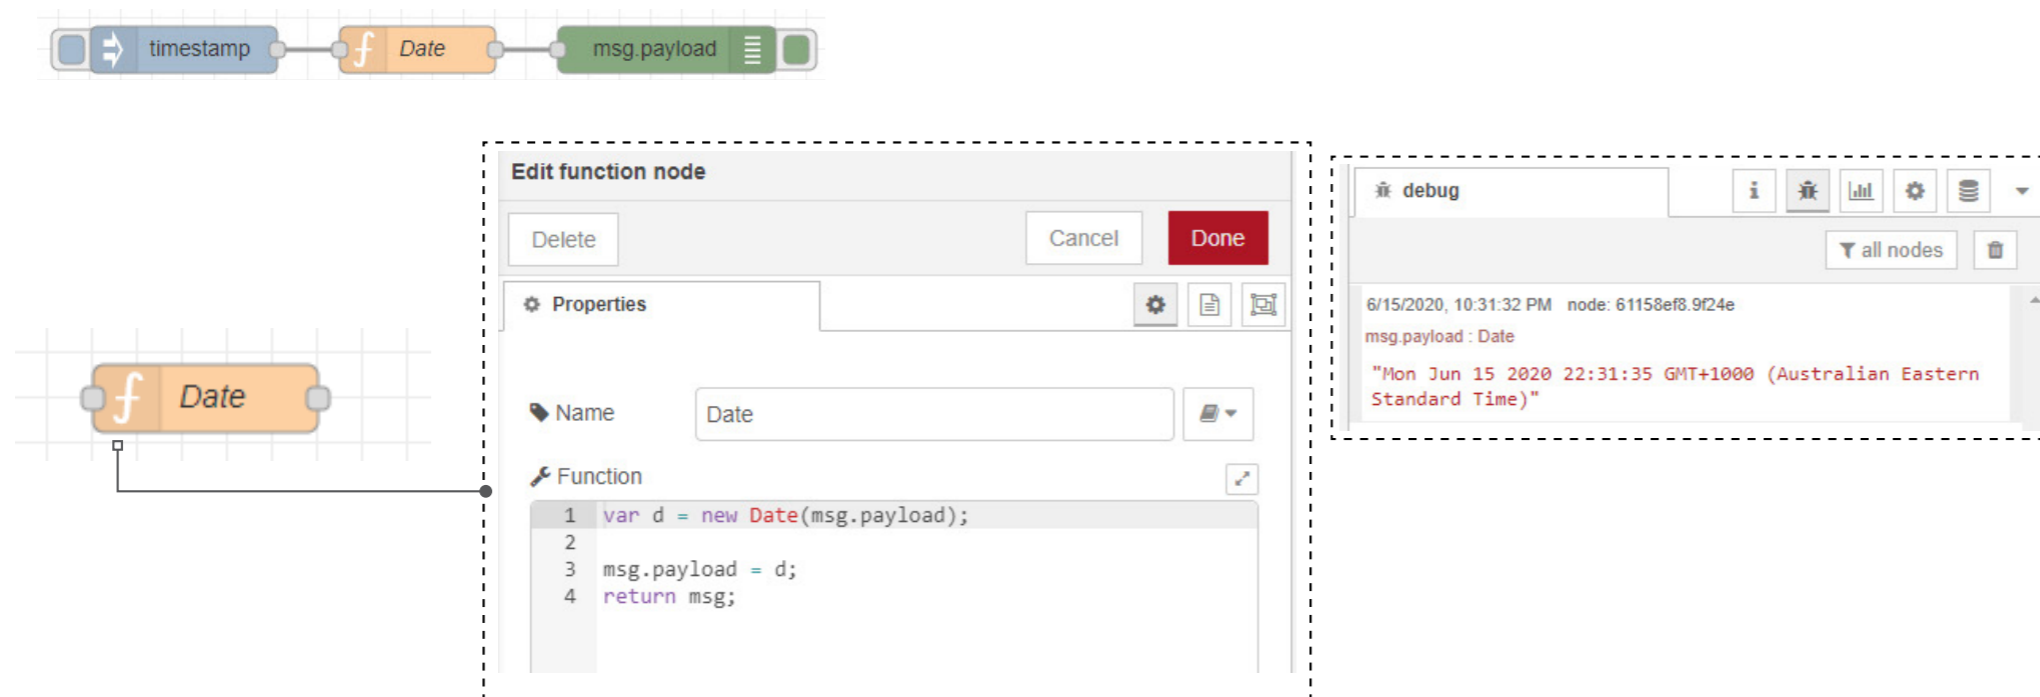 timestamp
Date
msg.payload
Edit function node
Delete
Cancel
Done
Properties
Name
Date
Function
1 var d = new Date(msg.payload);
2
3 msg.payload = d;
4 return msg;
Date
debug
all nodes
6/15/2020, 10:31:32 PM node: 61158ef8.9f24e
msg.payload : Date
"Mon Jun 15 2020 22:31:35 GMT+1000 (Australian Eastern
Standard Time)"